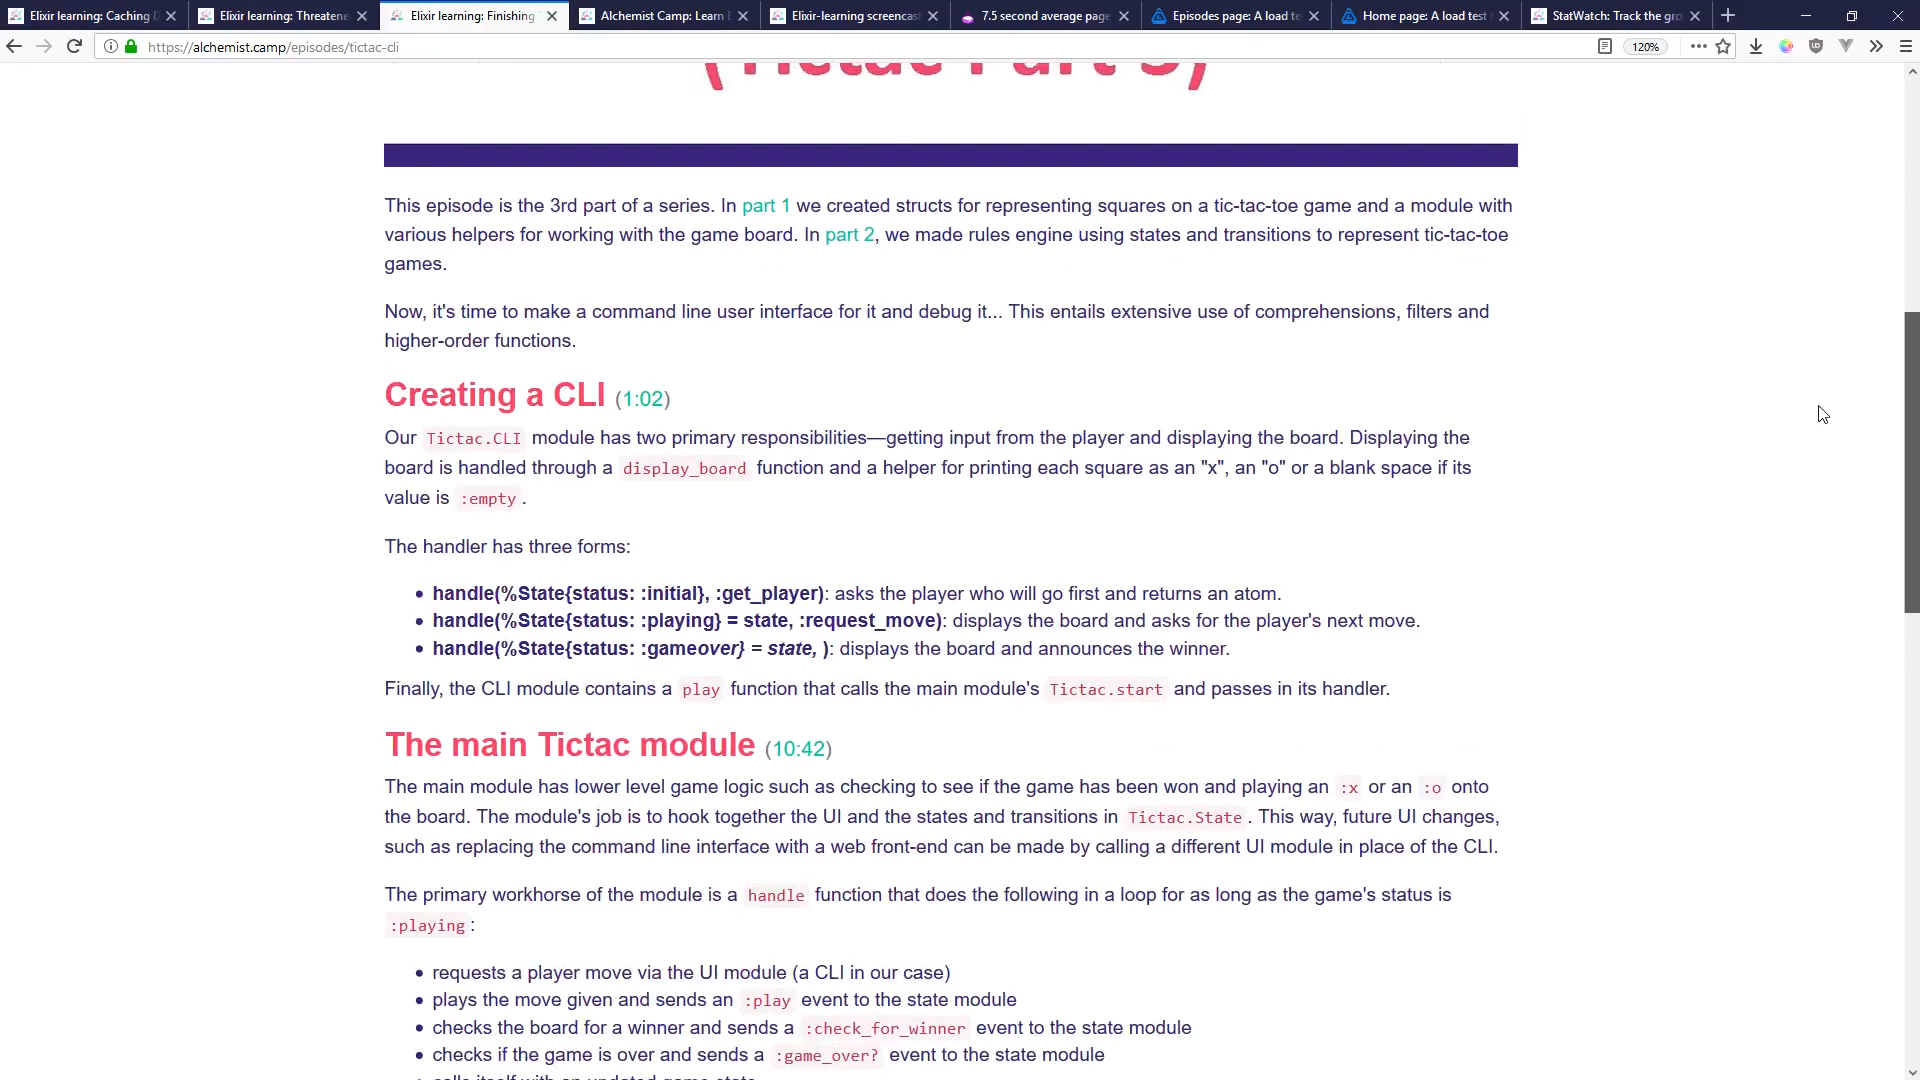 Elixir learning: Caching D
Elixir learning: Threatene
Elixir learning: Finishing
Alchemist Camp: Learn E
Elixir-learning screencas
7.5 second average page
Episodes page: A load te
Home page: A load test
StatWatch: Track the gro
https://alchemist.camp/episodes/tictac-cli
120%
(Tictac Part 3)
This episode is the 3rd part of a series. In part 1 we created structs for representing squares on a tic-tac-toe game and a module with
various helpers for working with the game board. In part 2, we made rules engine using states and transitions to represent tic-tac-toe
games.
Now, it's time to make a command line user interface for it and debug it... This entails extensive use of comprehensions, filters and
higher-order functions.
Creating a CLI (1:02)
Our Tictac.CLI module has two primary responsibilities—getting input from the player and displaying the board. Displaying the
board is handled through a display_board function and a helper for printing each square as an "x", an "o" or a blank space if its
value is :empty.
The handler has three forms:
• handle(%State{status: :initial}, :get_player): asks the player who will go first and returns an atom.
• handle(%State{status: :playing} = state, :request_move): displays the board and asks for the player's next move.
• handle(%State{status: :gameover} = state, ): displays the board and announces the winner.
Finally, the CLI module contains a play function that calls the main module's Tictac.start and passes in its handler.
The main Tictac module (10:42)
The main module has lower level game logic such as checking to see if the game has been won and playing an :x or an :o onto
the board. The module's job is to hook together the UI and the states and transitions in Tictac.State. This way, future UI changes,
such as replacing the command line interface with a web front-end can be made by calling a different UI module in place of the CLI.
The primary workhorse of the module is a handle function that does the following in a loop for as long as the game's status is
:playing:
• requests a player move via the UI module (a CLI in our case)
• plays the move given and sends an :play event to the state module
• checks the board for a winner and sends a :check_for_winner event to the state module
• checks if the game is over and sends a :game_over? event to the state module
calls itself with an updated game state